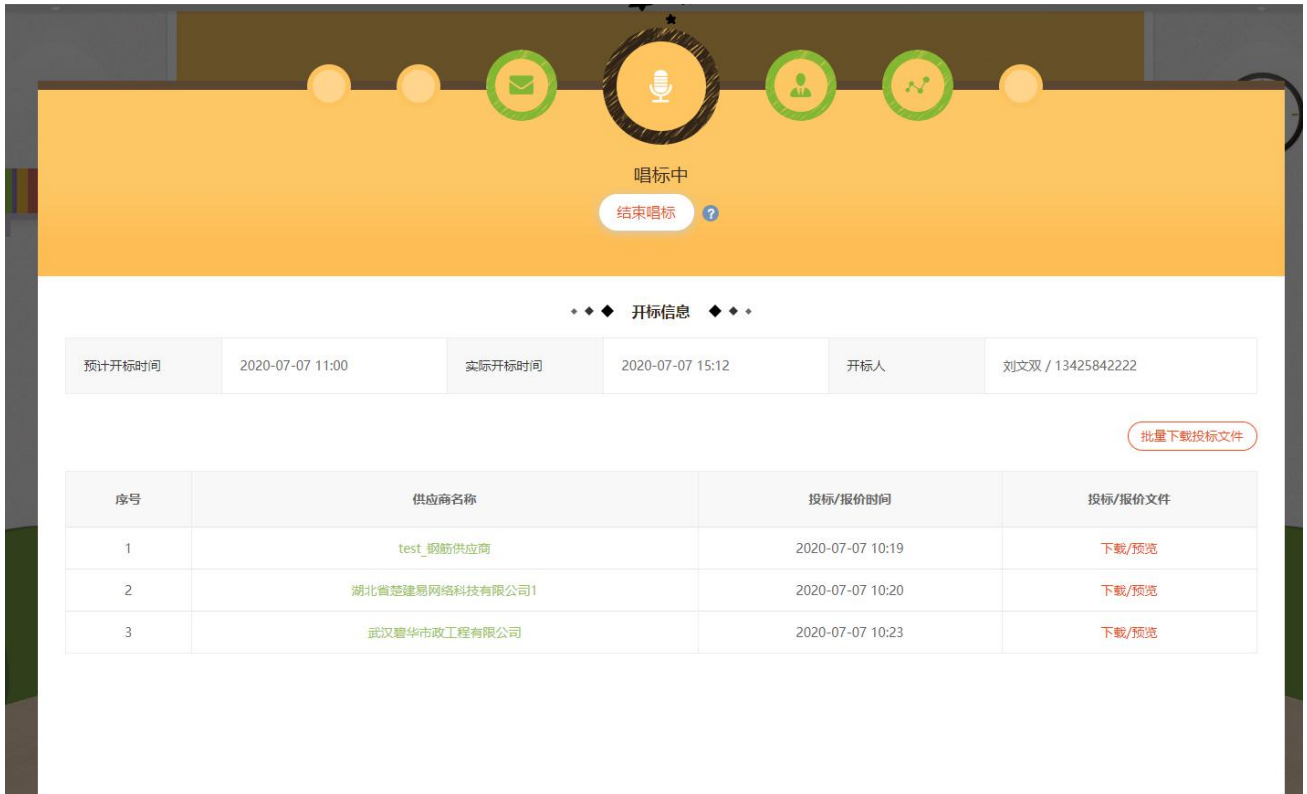 唱标中
结束唱标 ?
开标信息
预计开标时间 2020-07-07 11:00 实际开标时间 2020-07-07 15:12 开标人 刘文双 / 13425842222
批量下载投标文件
序号 供应商名称 投标/报价时间 投标/报价文件
1 test_钢筋供应商 2020-07-07 10:19 下载/预览
2 湖北省楚建易网络科技有限公司1 2020-07-07 10:20 下载/预览
3 武汉碧华市政工程有限公司 2020-07-07 10:23 下载/预览